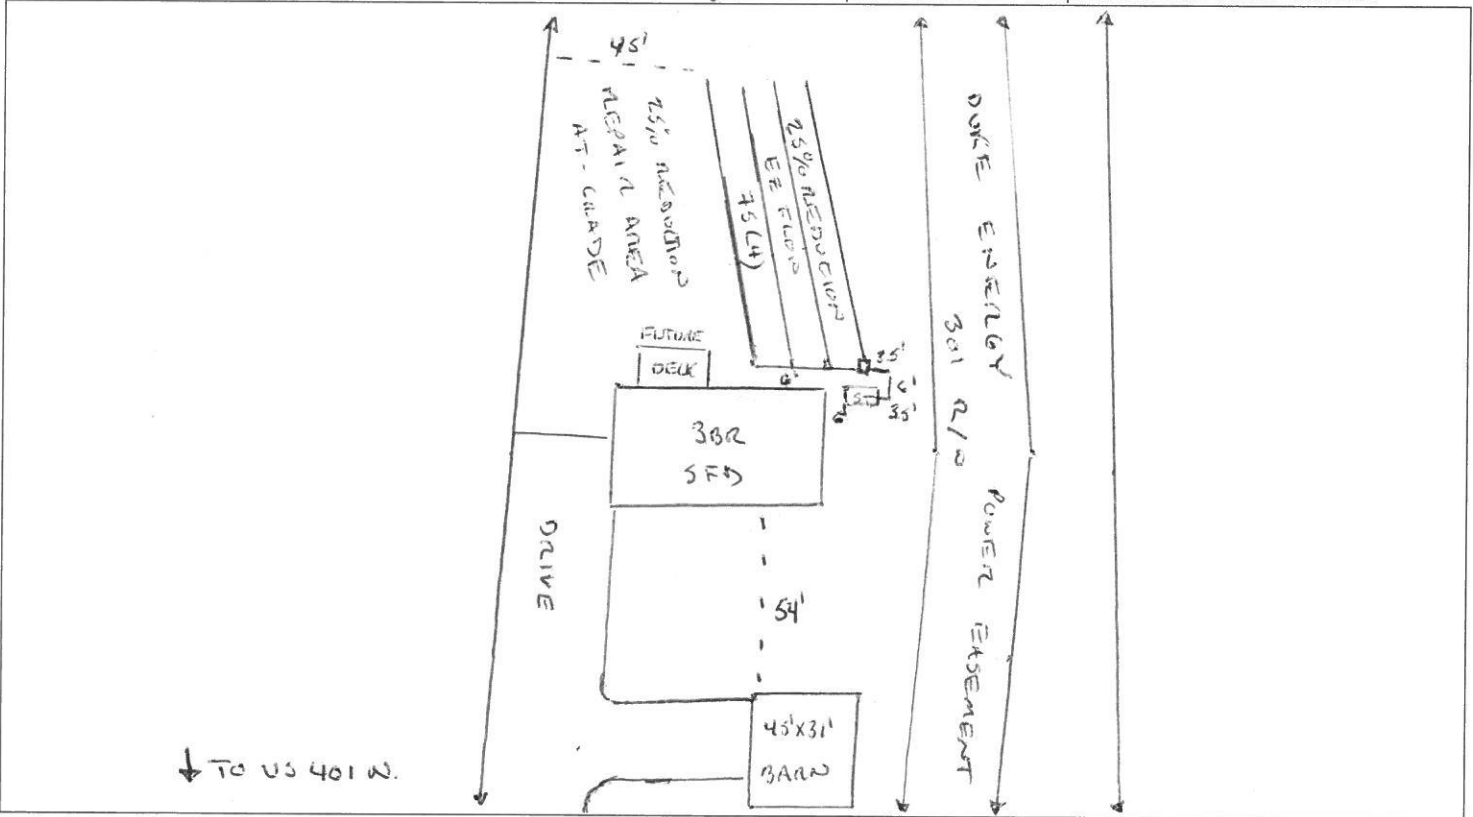 45'
25% REDUCTION
REPAIR AREA
AT-GRADE
25% REDUCTION
EZ FLOW
75(4)
DUKE ENERGY POWER EASEMENT
30' R/W
FUTURE
DECK
35'
6'
6'
ST
35'
3BR
SFD
DRIVE
54'
45'X31'
BARN
TO US 401 N.